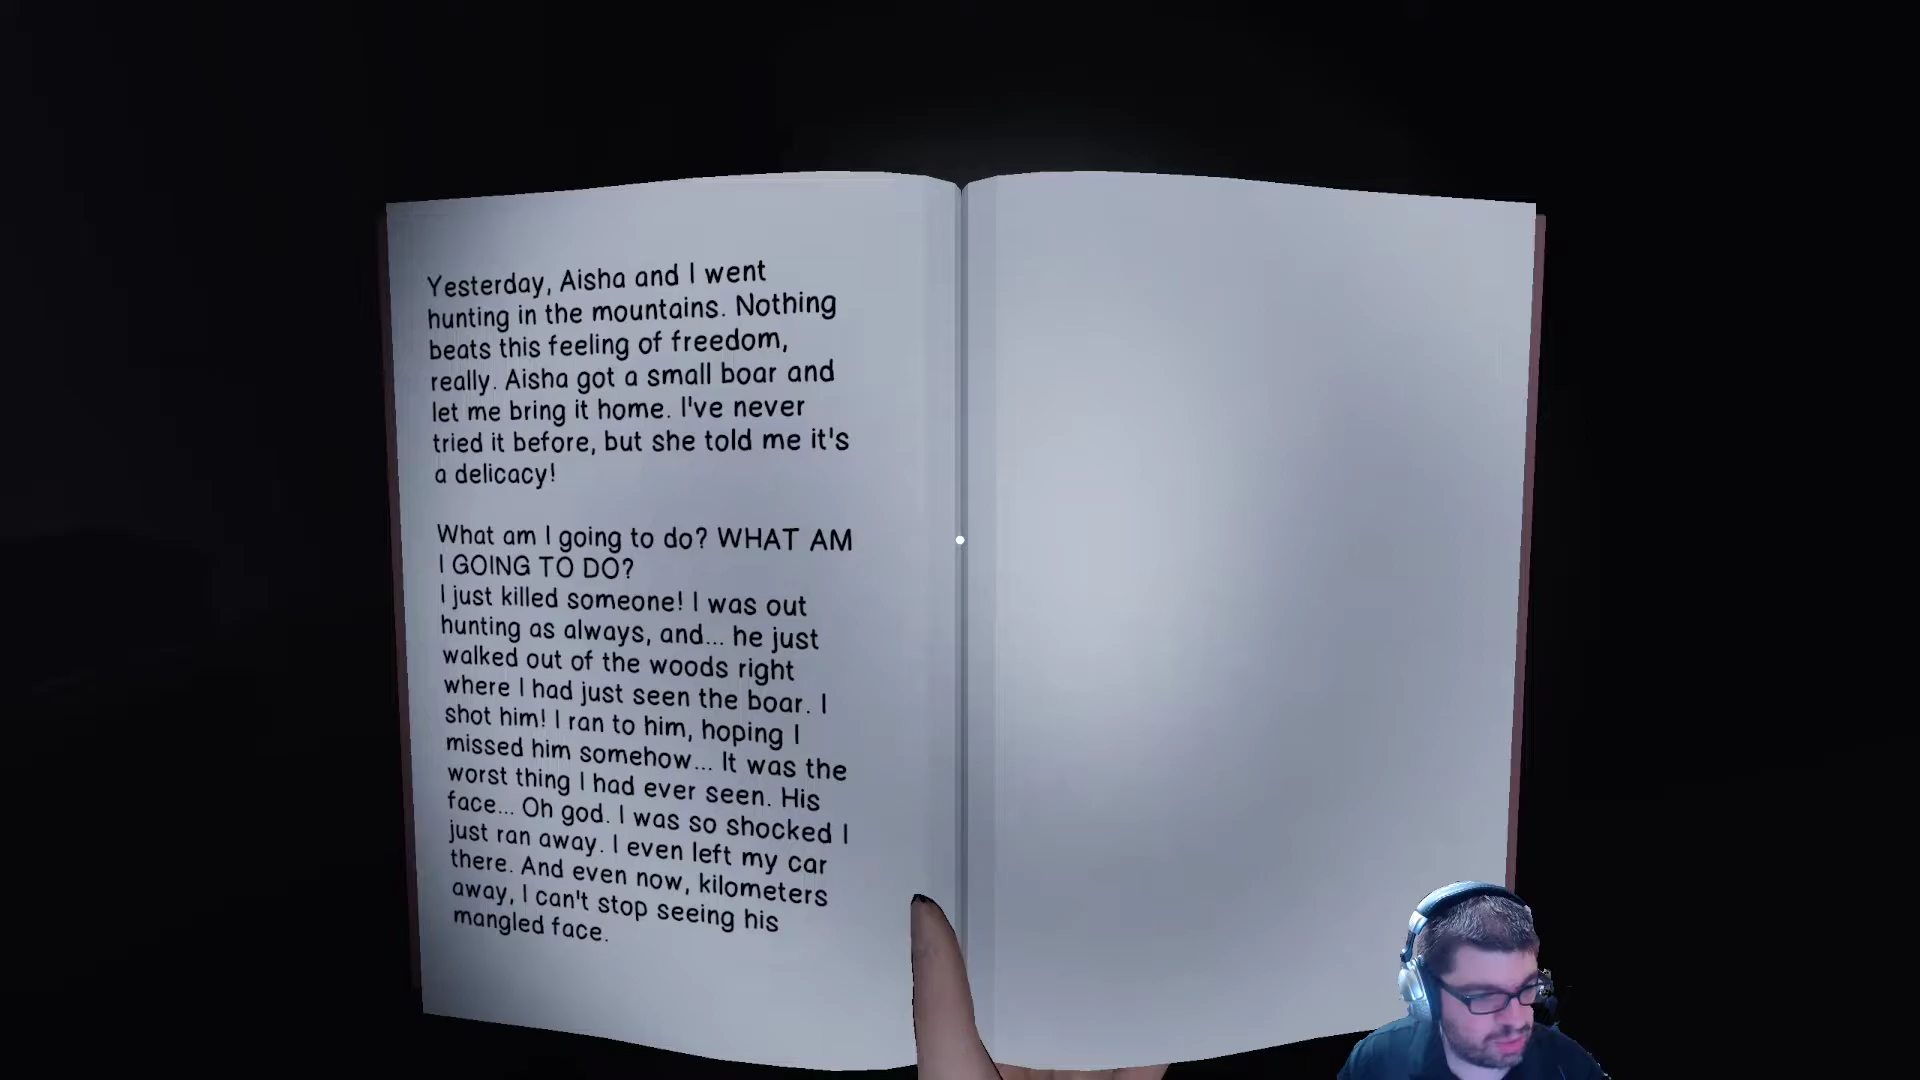 Yesterday, Aisha and I went
hunting in the mountains. Nothing
beats this feeling of freedom,
really. Aisha got a small boar and
let me bring it home. I've never
tried it before, but she told me it's
a delicacy!
What am I going to do? WHAT AM
I GOING TO DO?
I just killed someone! I was out
hunting as always, and... he just
walked out of the woods right
where I had just seen the boar. I
shot him! I ran to him, hoping I
missed him somehow... It was the
worst thing I had ever seen. His
face... Oh god. I was so shocked I
just ran away. I even left my car
there. And even now, kilometers
away, I can't stop seeing his
mangled face.